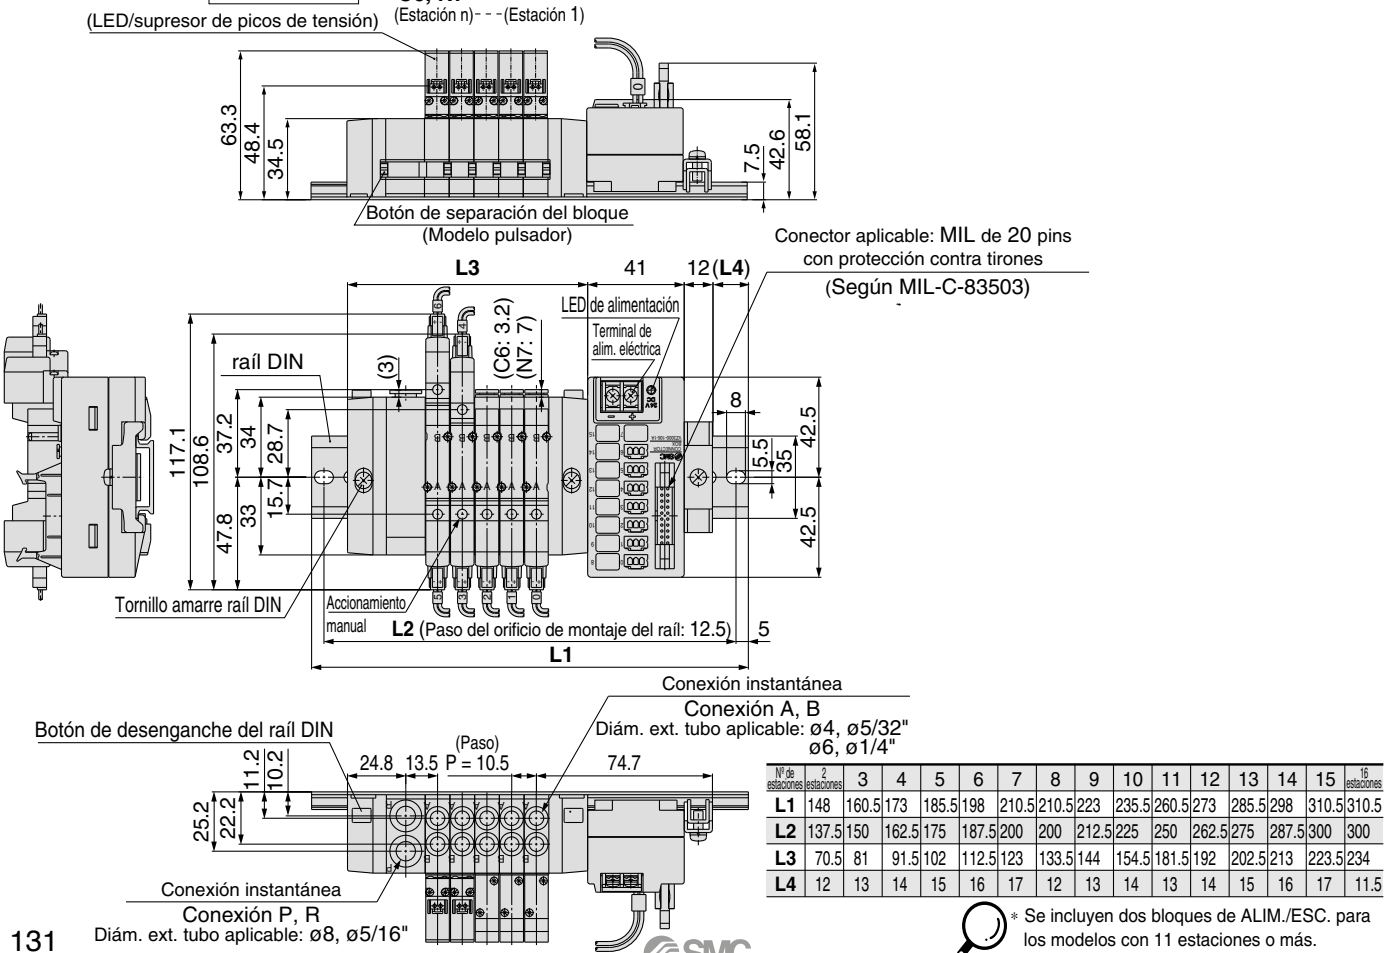 (LED/supresor de picos de tensión)
(Estación n)---(Estación 1)
63.3
48.4
34.5
7.5
42.6
58.1
Botón de separación del bloque
(Modelo pulsador)
Conector aplicable: MIL de 20 pins
con protección contra tirones
(Según MIL-C-83503)
L3
41
12
(L4)
LED de alimentación
Terminal de
alim. eléctrica
(C6: 3.2)
(N7: 7)
(3)
raíl DIN
117.1
108.6
37.2
34
28.7
47.8
33
15.7
8
5.5
35
42.5
42.5
Tornillo amarre raíl DIN
Accionamiento
manual
L2 (Paso del orificio de montaje del raíl: 12.5)
5
L1
Conexión instantánea
Conexión A, B
Diám. ext. tubo aplicable: ø4, ø5/32"
ø6, ø1/4"
Botón de desenganche del raíl DIN
(Paso)
24.8 13.5 P = 10.5 74.7
11.2
10.2
25.2
22.2
Conexión instantánea
Conexión P, R
Diám. ext. tubo aplicable: ø8, ø5/16"
Nº de estaciones 2 estaciones 3 4 5 6 7 8 9 10 11 12 13 14 15 16 estaciones
L1 148 160.5 173 185.5 198 210.5 210.5 223 235.5 260.5 273 285.5 298 310.5 310.5
L2 137.5 150 162.5 175 187.5 200 200 212.5 225 250 262.5 275 287.5 300 300
L3 70.5 81 91.5 102 112.5 123 133.5 144 154.5 181.5 192 202.5 213 223.5 234
L4 12 13 14 15 16 17 12 13 14 13 14 15 16 17 11.5
* Se incluyen dos bloques de ALIM./ESC. para
los modelos con 11 estaciones o más.
131
SMC